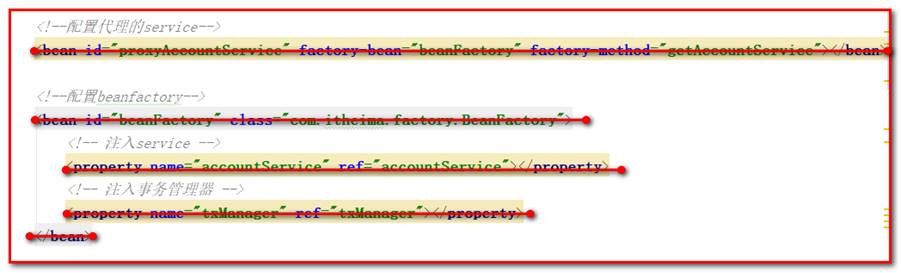 <!--配置代理的service-->
<bean id="proxyAccountService" factory-bean="beanFactory" factory-method="getAccountService"></bean>
<!--配置beanfactory-->
<bean id="beanFactory" class="com.itheima.factory.BeanFactory">
<!-- 注入service -->
<property name="accountService" ref="accountService"></property>
<!-- 注入事务管理器 -->
<property name="txManager" ref="txManager"></property>
</bean>